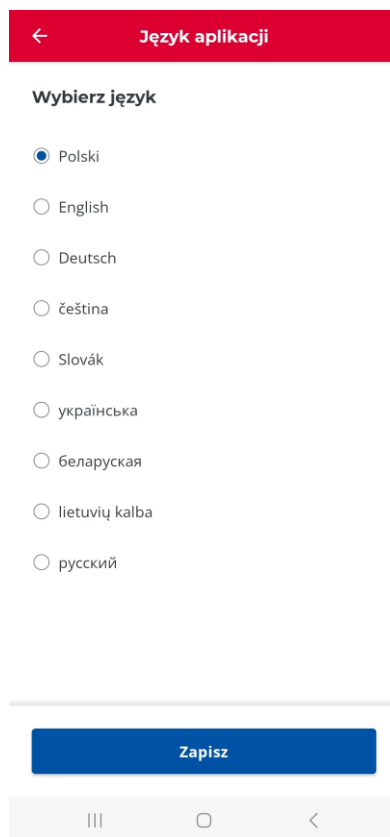 Język aplikacji
Wybierz język
Polski
English
Deutsch
čeština
Slovák
українська
беларуская
lietuvių kalba
русский
Zapisz